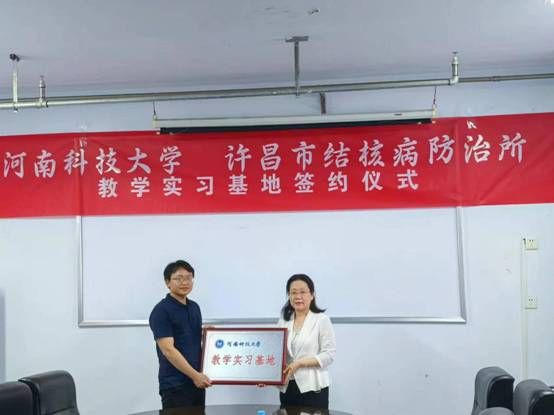 河南科技大学 许昌市结核病防治所
教学实习基地签约仪式
河南科技大学
教学实习基地